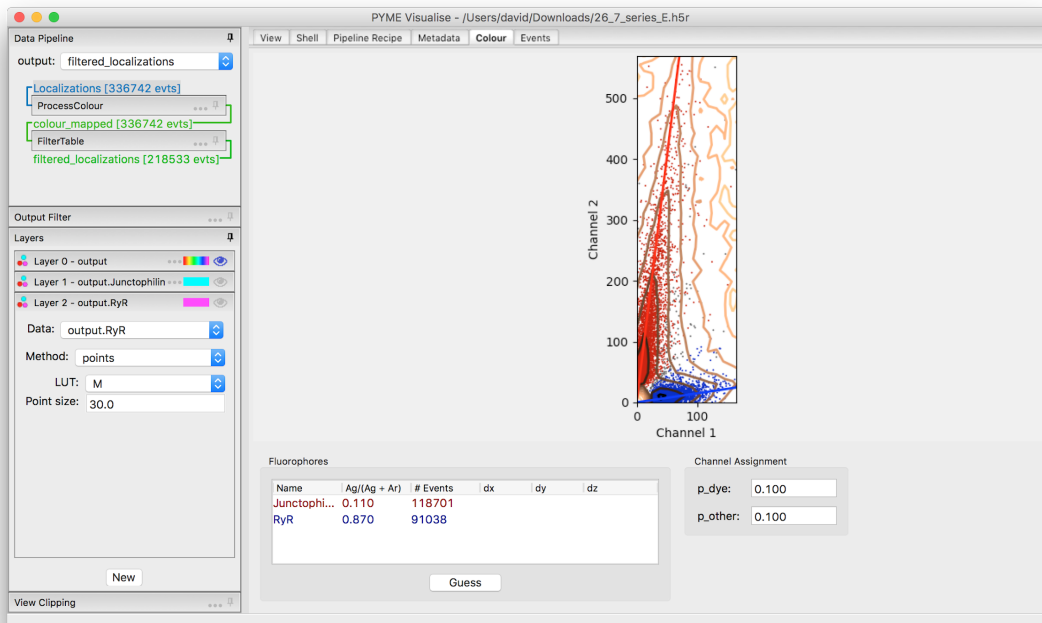 PYME Visualise - /Users/david/Downloads/26_7_series_E.h5r
Data Pipeline
output: filtered_localizations
Localizations [336742 evts]
ProcessColour
colour_mapped [336742 evts]
FilterTable
filtered_localizations [218533 evts]
Output Filter
Layers
Layer 0 - output
Layer 1 - output.Junctophilin
Layer 2 - output.RyR
Data: output.RyR
Method: points
LUT: M
Point size: 30.0
New
View Clipping
View Shell Pipeline Recipe Metadata Colour Events
500
400
300
200
100
0
Channel 2
0 100
Channel 1
Fluorophores
Name Ag/(Ag + Ar) # Events dx dy dz
Junctophi... 0.110 118701
RyR 0.870 91038
Guess
Channel Assignment
p_dye: 0.100
p_other: 0.100